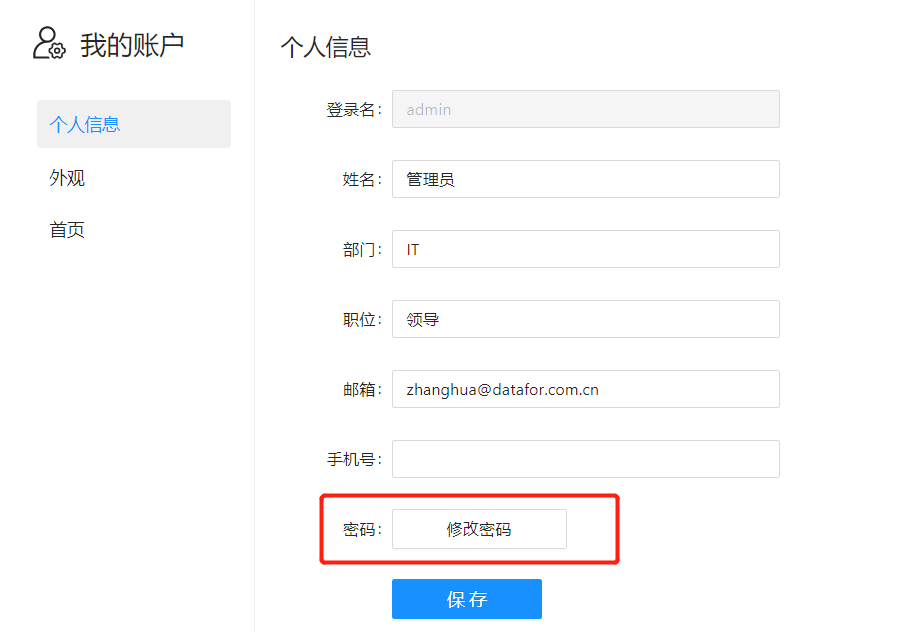 我的账户
个人信息
外观
首页
个人信息
登录名: admin
姓名: 管理员
部门: IT
职位: 领导
邮箱: zhanghua@datafor.com.cn
手机号:
密码: 修改密码
保存